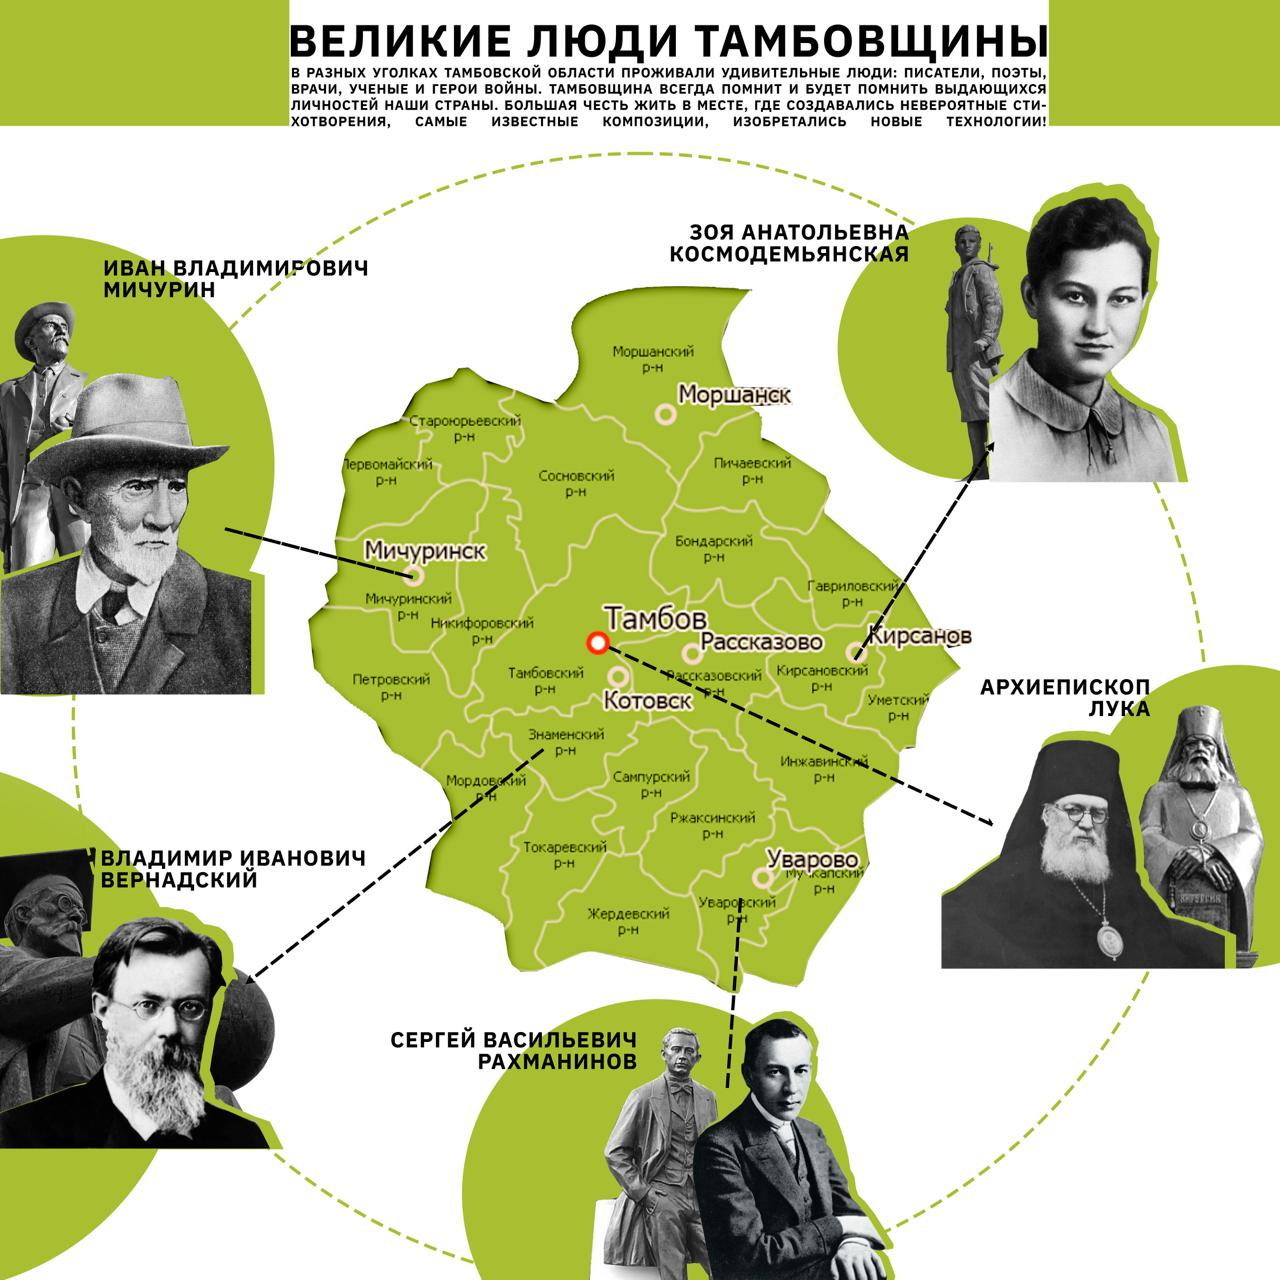 ВЕЛИКИЕ ЛЮДИ ТАМБОВЩИНЫ
В РАЗНЫХ УГОЛКАХ ТАМБОВСКОЙ ОБЛАСТИ ПРОЖИВАЛИ УДИВИТЕЛЬНЫЕ ЛЮДИ: ПИСАТЕЛИ, ПОЭТЫ,
ВРАЧИ, УЧЕНЫЕ И ГЕРОИ ВОЙНЫ. ТАМБОВЩИНА ВСЕГДА ПОМНИТ И БУДЕТ ПОМНИТЬ ВЫДАЮЩИХСЯ
ЛИЧНОСТЕЙ НАШИ СТРАНЫ. БОЛЬШАЯ ЧЕСТЬ ЖИТЬ В МЕСТЕ, ГДЕ СОЗДАВАЛИСЬ НЕВЕРОЯТНЫЕ СТИ-
ХОТВОРЕНИЯ, САМЫЕ ИЗВЕСТНЫЕ КОМПОЗИЦИИ, ИЗОБРЕТАЛИСЬ НОВЫЕ ТЕХНОЛОГИИ!
ЗОЯ АНАТОЛЬЕВНА
КОСМОДЕМЬЯНСКАЯ
ИВАН ВЛАДИМИРОВИЧ
МИЧУРИН
Моршанский
р-н
Моршанск
Староюрьевский
р-н
Первомайский
р-н
Сосновский
р-н
Пичаевский
р-н
Бондарский
р-н
Мичуринск
Мичуринский
р-н
Гавриловский
р-н
Никифоровский
р-н
Тамбов
Рассказово
Кирсанов
Петровский
р-н
Тамбовский
р-н
Рассказовский
р-н
Кирсановский
р-н
Котовск
Уметский
р-н
АРХИЕПИСКОП
ЛУКА
Знаменский
р-н
Мордовский
р-н
Сампурский
р-н
Инжавинский
р-н
Ржаксинский
р-н
Токаревский
р-н
Уварово
Мучкапский
р-н
ВЛАДИМИР ИВАНОВИЧ
ВЕРНАДСКИЙ
Жердевский
р-н
Уваровский
р-н
СЕРГЕЙ ВАСИЛЬЕВИЧ
РАХМАНИНОВ